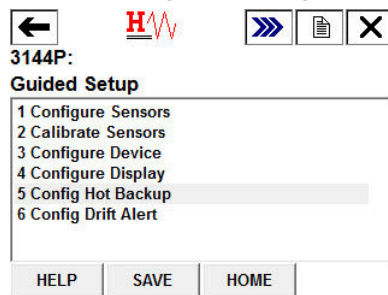 H
3144P:
Guided Setup
1 Configure Sensors
2 Calibrate Sensors
3 Configure Device
4 Configure Display
5 Config Hot Backup
6 Config Drift Alert
HELP SAVE HOME